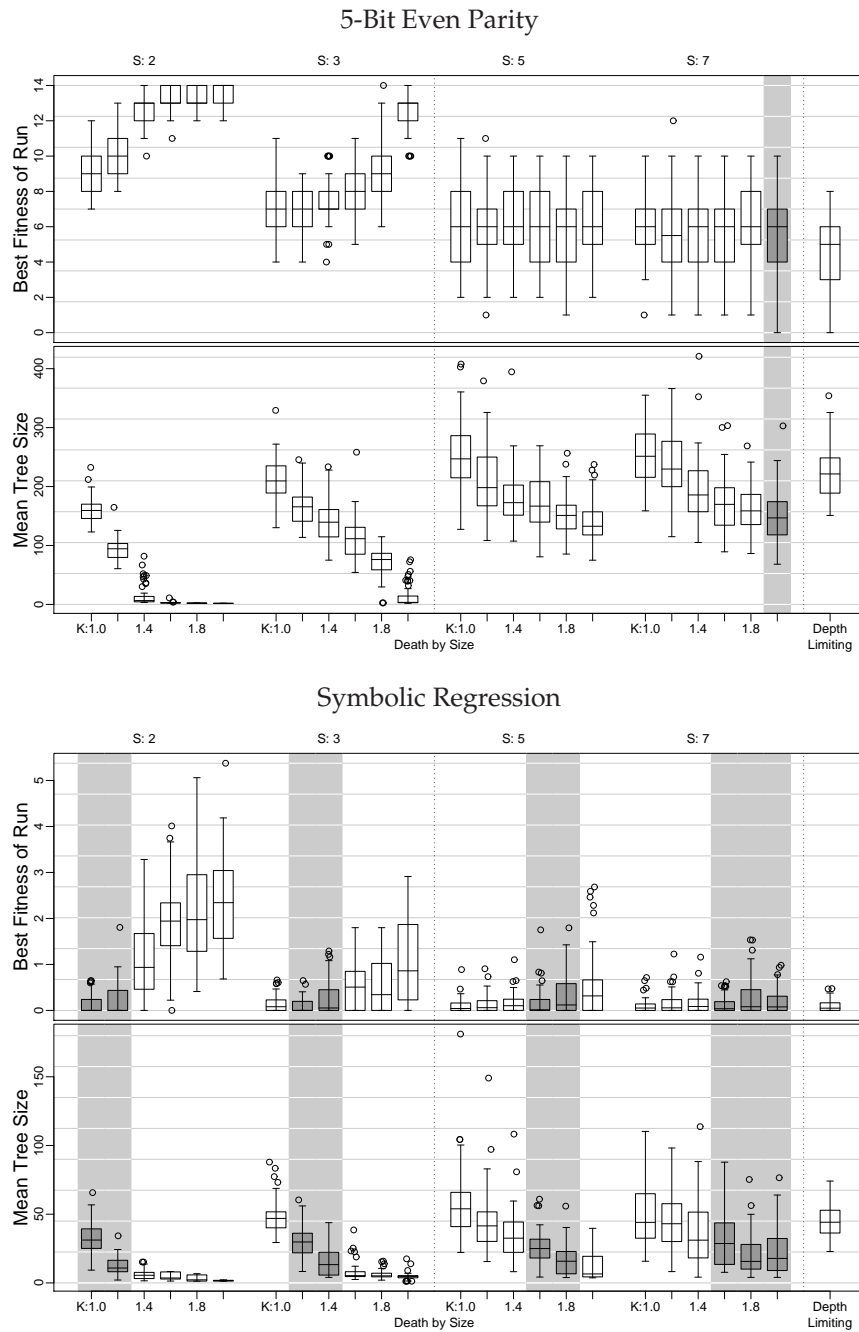 5-Bit Even Parity
S: 2 S: 3 S: 5 S: 7
Best Fitness of Run
14
12
10
8
6
4
2
0
Mean Tree Size
400
300
200
100
0
K:1.0 1.4 1.8 K:1.0 1.4 1.8 K:1.0 1.4 1.8 K:1.0 1.4 1.8 Depth
Death by Size Limiting
Symbolic Regression
S: 2 S: 3 S: 5 S: 7
Best Fitness of Run
5
4
3
2
1
0
Mean Tree Size
150
100
50
0
K:1.0 1.4 1.8 K:1.0 1.4 1.8 K:1.0 1.4 1.8 K:1.0 1.4 1.8 Depth
Death by Size Limiting